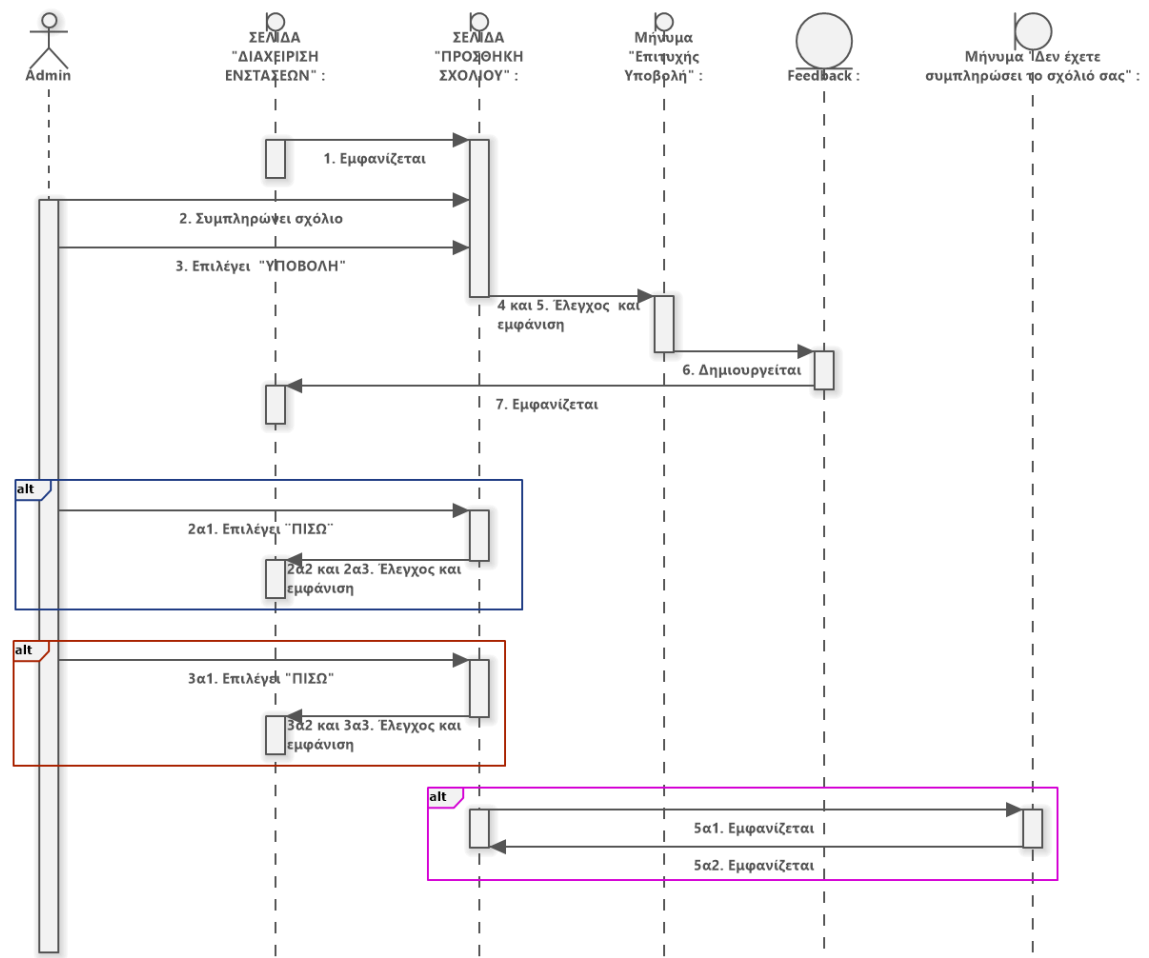 Admin
ΣΕΛΙΔΑ
"ΔΙΑΧΕΙΡΙΣΗ
ΕΝΣΤΑΣΕΩΝ" :
ΣΕΛΙΔΑ
"ΠΡΟΣΘΗΚΗ
ΣΧΟΛΙΟΥ" :
Μήνυμα
"Επιτυχής
Υποβολή" :
Feedback :
Μήνυμα "Δεν έχετε
συμπληρώσει το σχόλιό σας" :
1. Εμφανίζεται
2. Συμπληρώνει σχόλιο
3. Επιλέγει "ΥΠΟΒΟΛΗ"
4 και 5. Έλεγχος και
εμφάνιση
6. Δημιουργείται
7. Εμφανίζεται
alt
2α1. Επιλέγει ¨ΠΙΣΩ¨
2α2 και 2α3. Έλεγχος και
εμφάνιση
alt
3α1. Επιλέγει "ΠΙΣΩ"
3α2 και 3α3. Έλεγχος και
εμφάνιση
alt
5α1. Εμφανίζεται
5α2. Εμφανίζεται